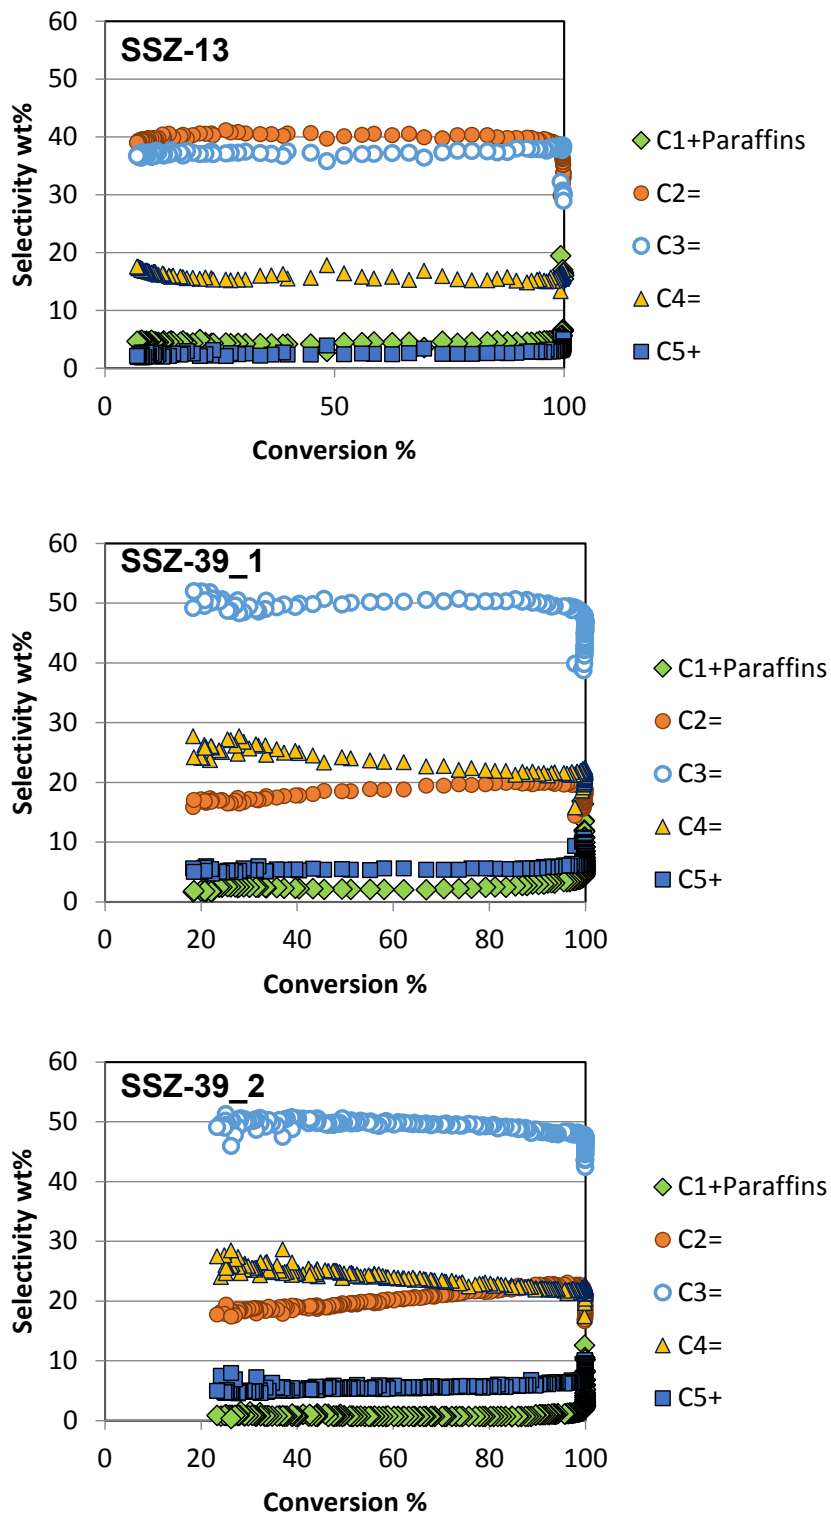 SSZ-13
60
50
40
30
20
10
0
0 50 100
Selectivity wt%
Conversion %
C1+Paraffins
C2=
C3=
C4=
C5+
SSZ-39_1
60
50
40
30
20
10
0
0 20 40 60 80 100
Selectivity wt%
Conversion %
C1+Paraffins
C2=
C3=
C4=
C5+
SSZ-39_2
60
50
40
30
20
10
0
0 20 40 60 80 100
Selectivity wt%
Conversion %
C1+Paraffins
C2=
C3=
C4=
C5+